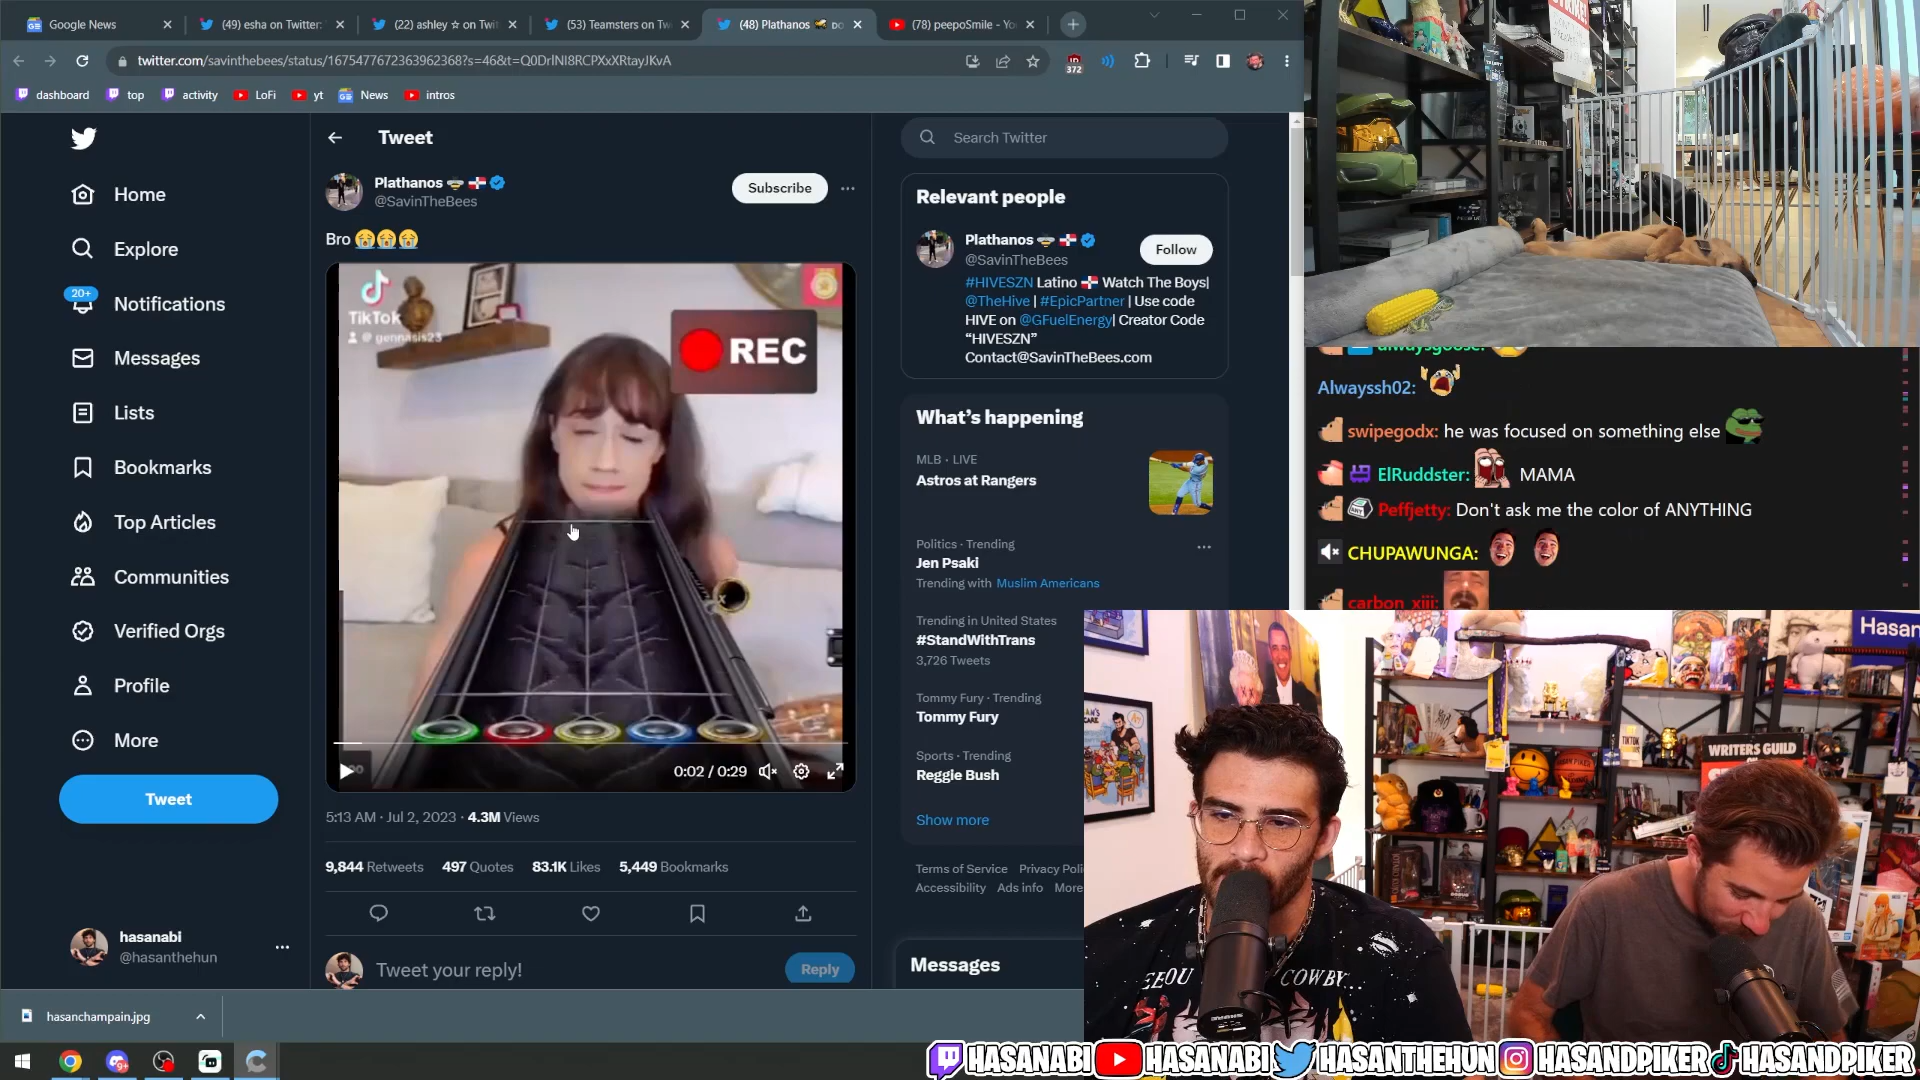 Google News
(49) esha on Twitter:
(22) ashley ☆ on Twit
(53) Teamsters on Tw
(48) Plathanos
(78) peepoSmile - Yo
twitter.com/savinthebees/status/1675477672363962368?s=46&t=Q0DrlNI8RCPXxXRtayJKvA
372
dashboard
top
activity
LoFi
yt
News
intros
Home
Explore
20+
Notifications
Messages
Lists
Bookmarks
Top Articles
Communities
Verified Orgs
Profile
More
Tweet
hasanabi
@hasanthehun
Tweet
Plathanos
@SavinTheBees
Subscribe
Bro 😭😭😭
TikTok
@gennasis23
REC
0:02 / 0:29
5:13 AM · Jul 2, 2023 · 4.3M Views
9,844 Retweets 497 Quotes 83.1K Likes 5,449 Bookmarks
Tweet your reply!
Reply
Search Twitter
Relevant people
Plathanos
@SavinTheBees
Follow
#HIVESZN Latino 🇩🇴 Watch The Boys|
@TheHive | #EpicPartner | Use code
HIVE on @GFuelEnergy| Creator Code
“HIVESZN”
Contact@SavinTheBees.com
What’s happening
MLB · LIVE
Astros at Rangers
Politics · Trending
Jen Psaki
Trending with Muslim Americans
Trending in United States
#StandWithTrans
3,726 Tweets
Tommy Fury · Trending
Tommy Fury
Sports · Trending
Reggie Bush
Show more
Terms of Service Privacy Poli
Accessibility Ads info More
Messages
alwaysgoose:
Alwayssh02:
swipegodx: he was focused on something else
ElRuddster: MAMA
Peffjetty: Don't ask me the color of ANYTHING
CHUPAWUNGA:
carbon_xiii:
Hasan
WRITERS GUILD
COWBY...
hasanchampain.jpg
HASANABI HASANABI HASANTHEHUN HASANDPIKER HASANDPIKER